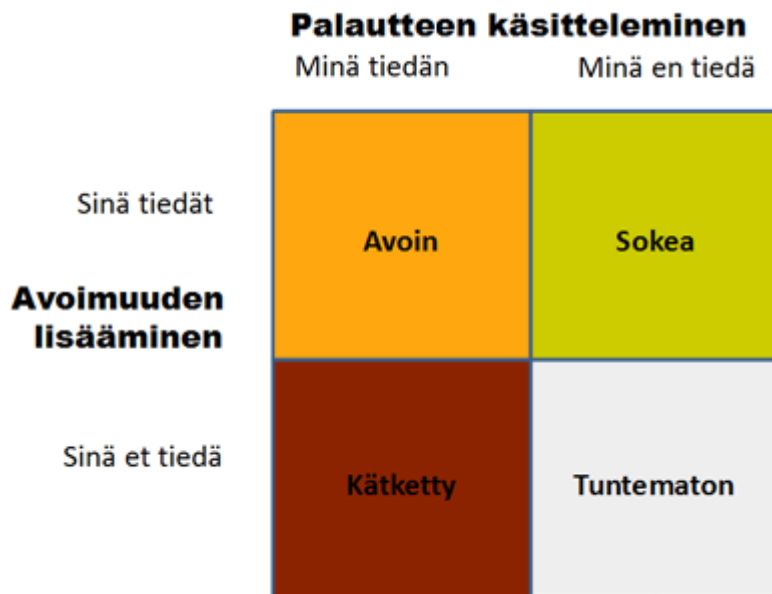 Palautteen käsitteleminen
Minä tiedän
Minä en tiedä
Sinä tiedät
Avoin
Sokea
Avoimuuden
lisääminen
Sinä et tiedä
Kätketty
Tuntematon